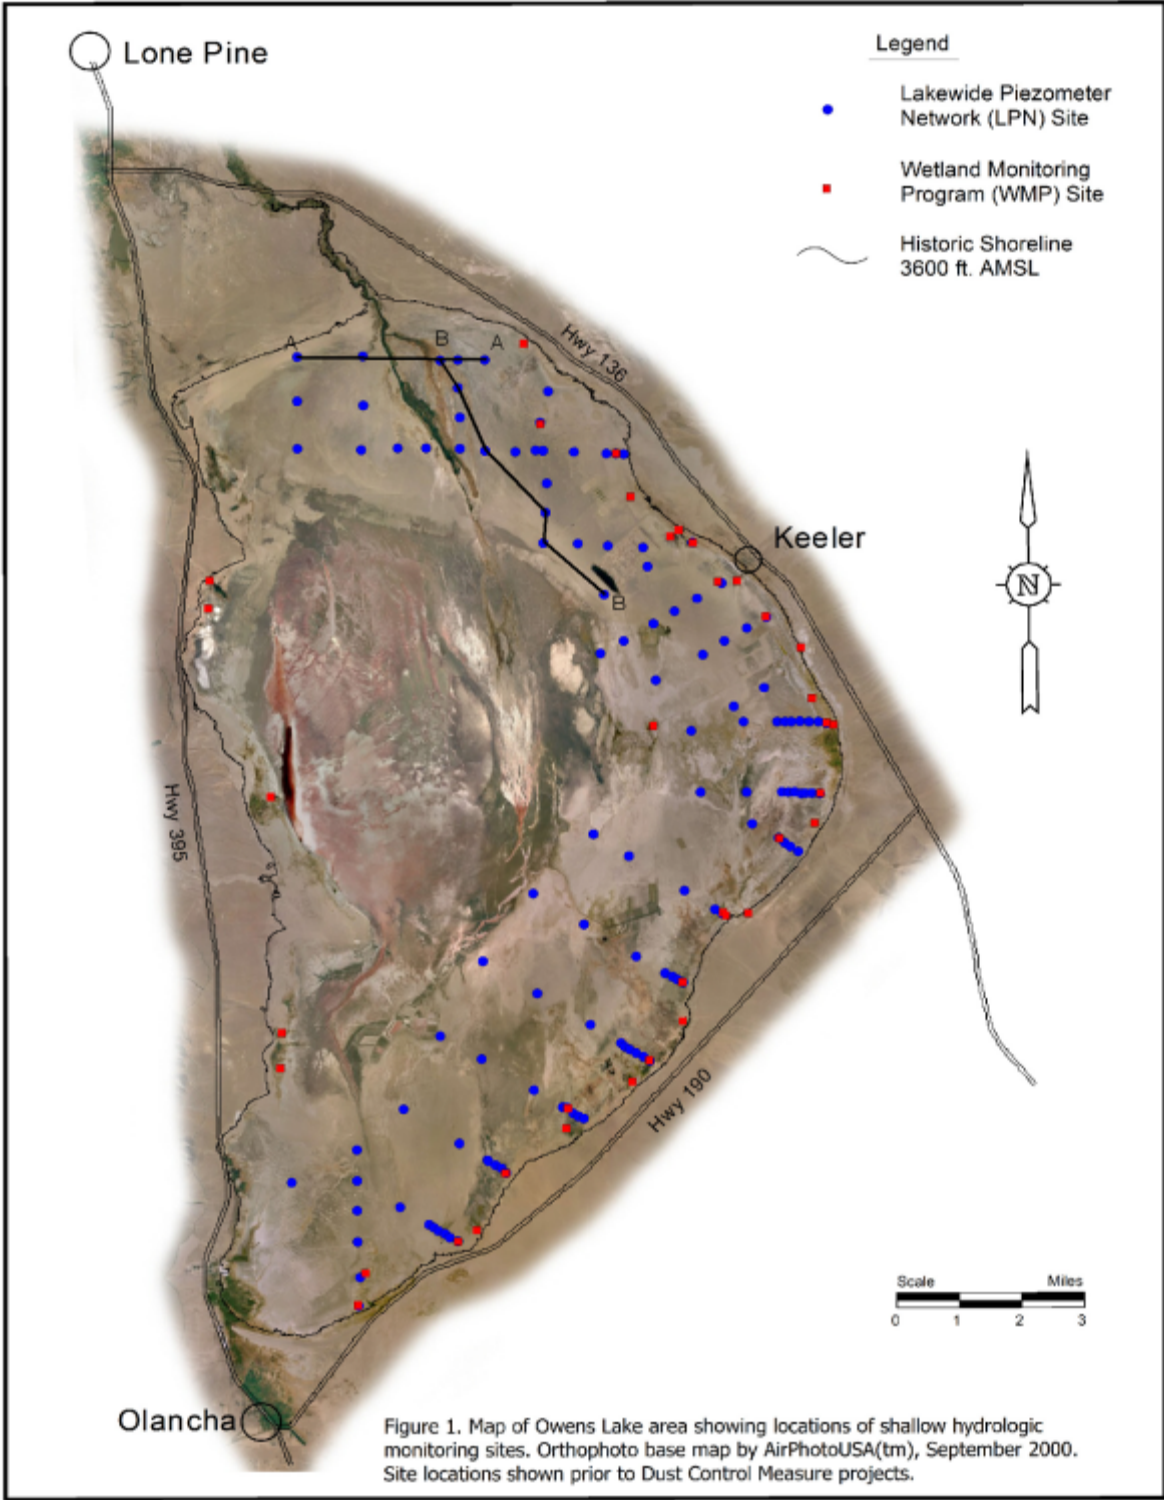 Lone Pine
Legend
Lakewide Piezometer
Network (LPN) Site
Wetland Monitoring
Program (WMP) Site
Historic Shoreline
3600 ft. AMSL
Hwy 136
A
B
A
Keeler
N
B
Hwy 395
Hwy 190
Scale Miles
0 1 2 3
Olancha
Figure 1. Map of Owens Lake area showing locations of shallow hydrologic
monitoring sites. Orthophoto base map by AirPhotoUSA(tm), September 2000.
Site locations shown prior to Dust Control Measure projects.